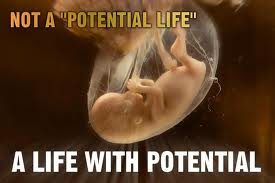 NOT A "POTENTIAL LIFE"
A LIFE WITH POTENTIAL